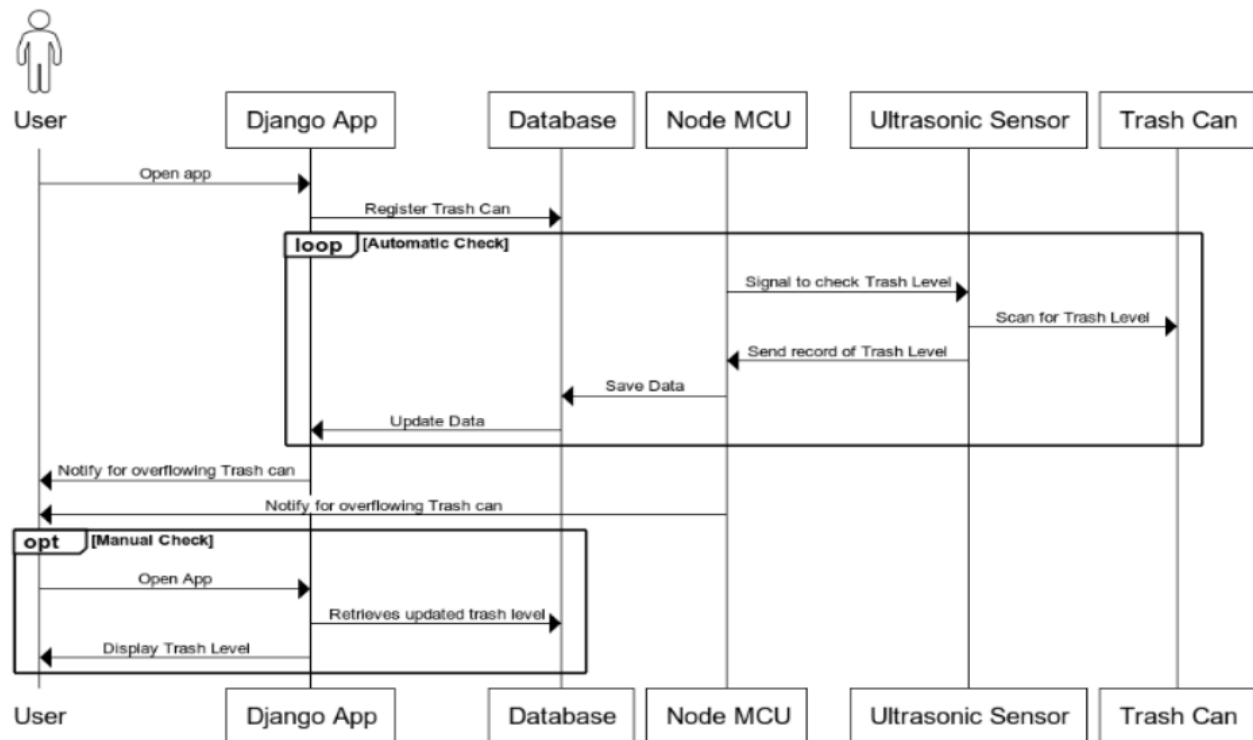 User
Django App
Database
Node MCU
Ultrasonic Sensor
Trash Can
Open app
Register Trash Can
loop
[Automatic Check]
Signal to check Trash Level
Scan for Trash Level
Send record of Trash Level
Save Data
Update Data
Notify for overflowing Trash can
Notify for overflowing Trash can
opt
[Manual Check]
Open App
Retrieves updated trash level
Display Trash Level
User
Django App
Database
Node MCU
Ultrasonic Sensor
Trash Can